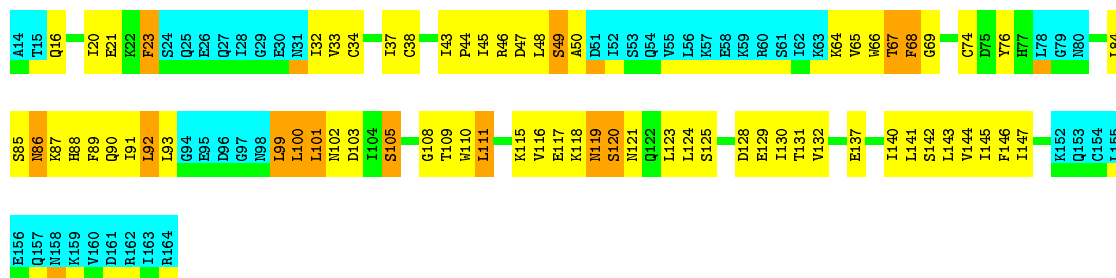 A14 T15 Q16 I20 E21 K22 F23 S24 Q25 E26 Q27 I28 G29 E30 N31 I32 V33 C34 I37 C38 I43 P44 I45 R46 D47 L48 S49 A50 D51 I52 S53 Q54 V55 L56 K57 E58 K59 R60 S61 I62 K63 K64 V65 W66 T67 F68 G69 C74 D75 Y76 H77 L78 G79 N80 L84
S85 N86 K87 H88 F89 Q90 I91 L92 L93 G94 E95 D96 G97 N98 L99 L100 L101 N102 D103 I104 S105 G108 T109 W110 L111 K115 V116 E117 K118 N119 S120 N121 Q122 L123 L124 S125 D128 E129 I130 T131 V132 E137 I140 L141 S142 L143 V144 I145 F146 I147 K152 Q153 C154 L155
E156 Q157 N158 K159 V160 D161 R162 I163 R164